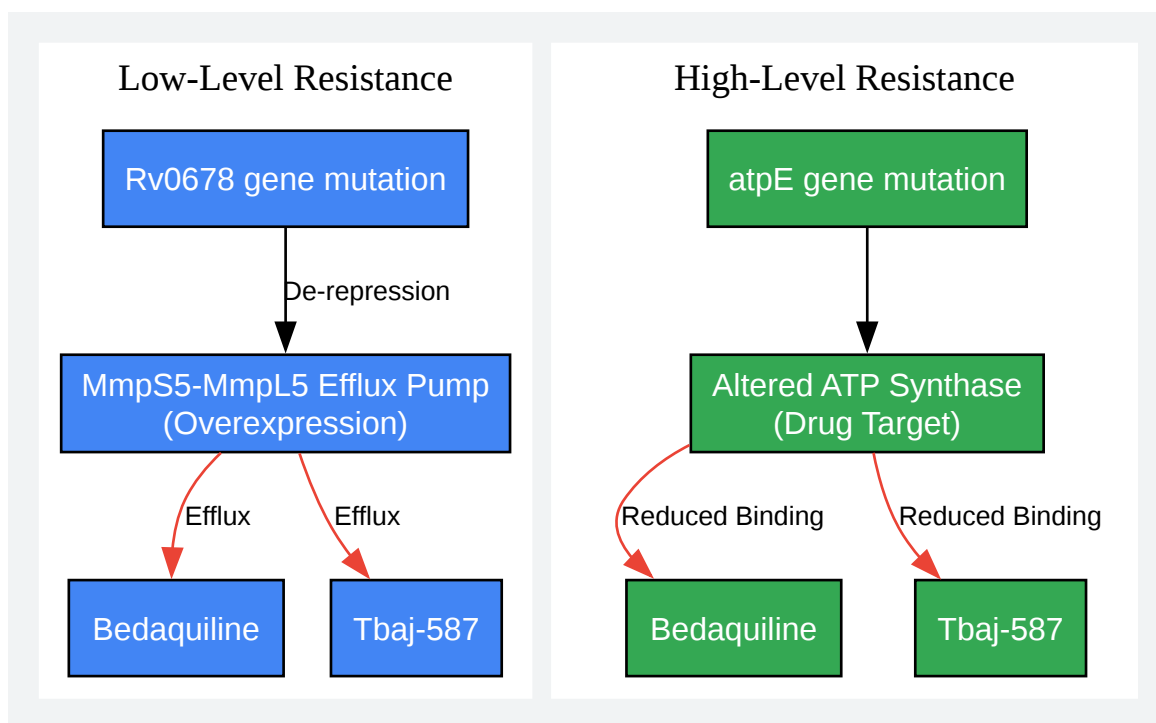 Low-Level Resistance
Rv0678 gene mutation
De-repression
MmpS5-MmpL5 Efflux Pump
(Overexpression)
Efflux
Efflux
Bedaquiline
Tbaj-587
High-Level Resistance
atpE gene mutation
Altered ATP Synthase
(Drug Target)
Reduced Binding
Reduced Binding
Bedaquiline
Tbaj-587